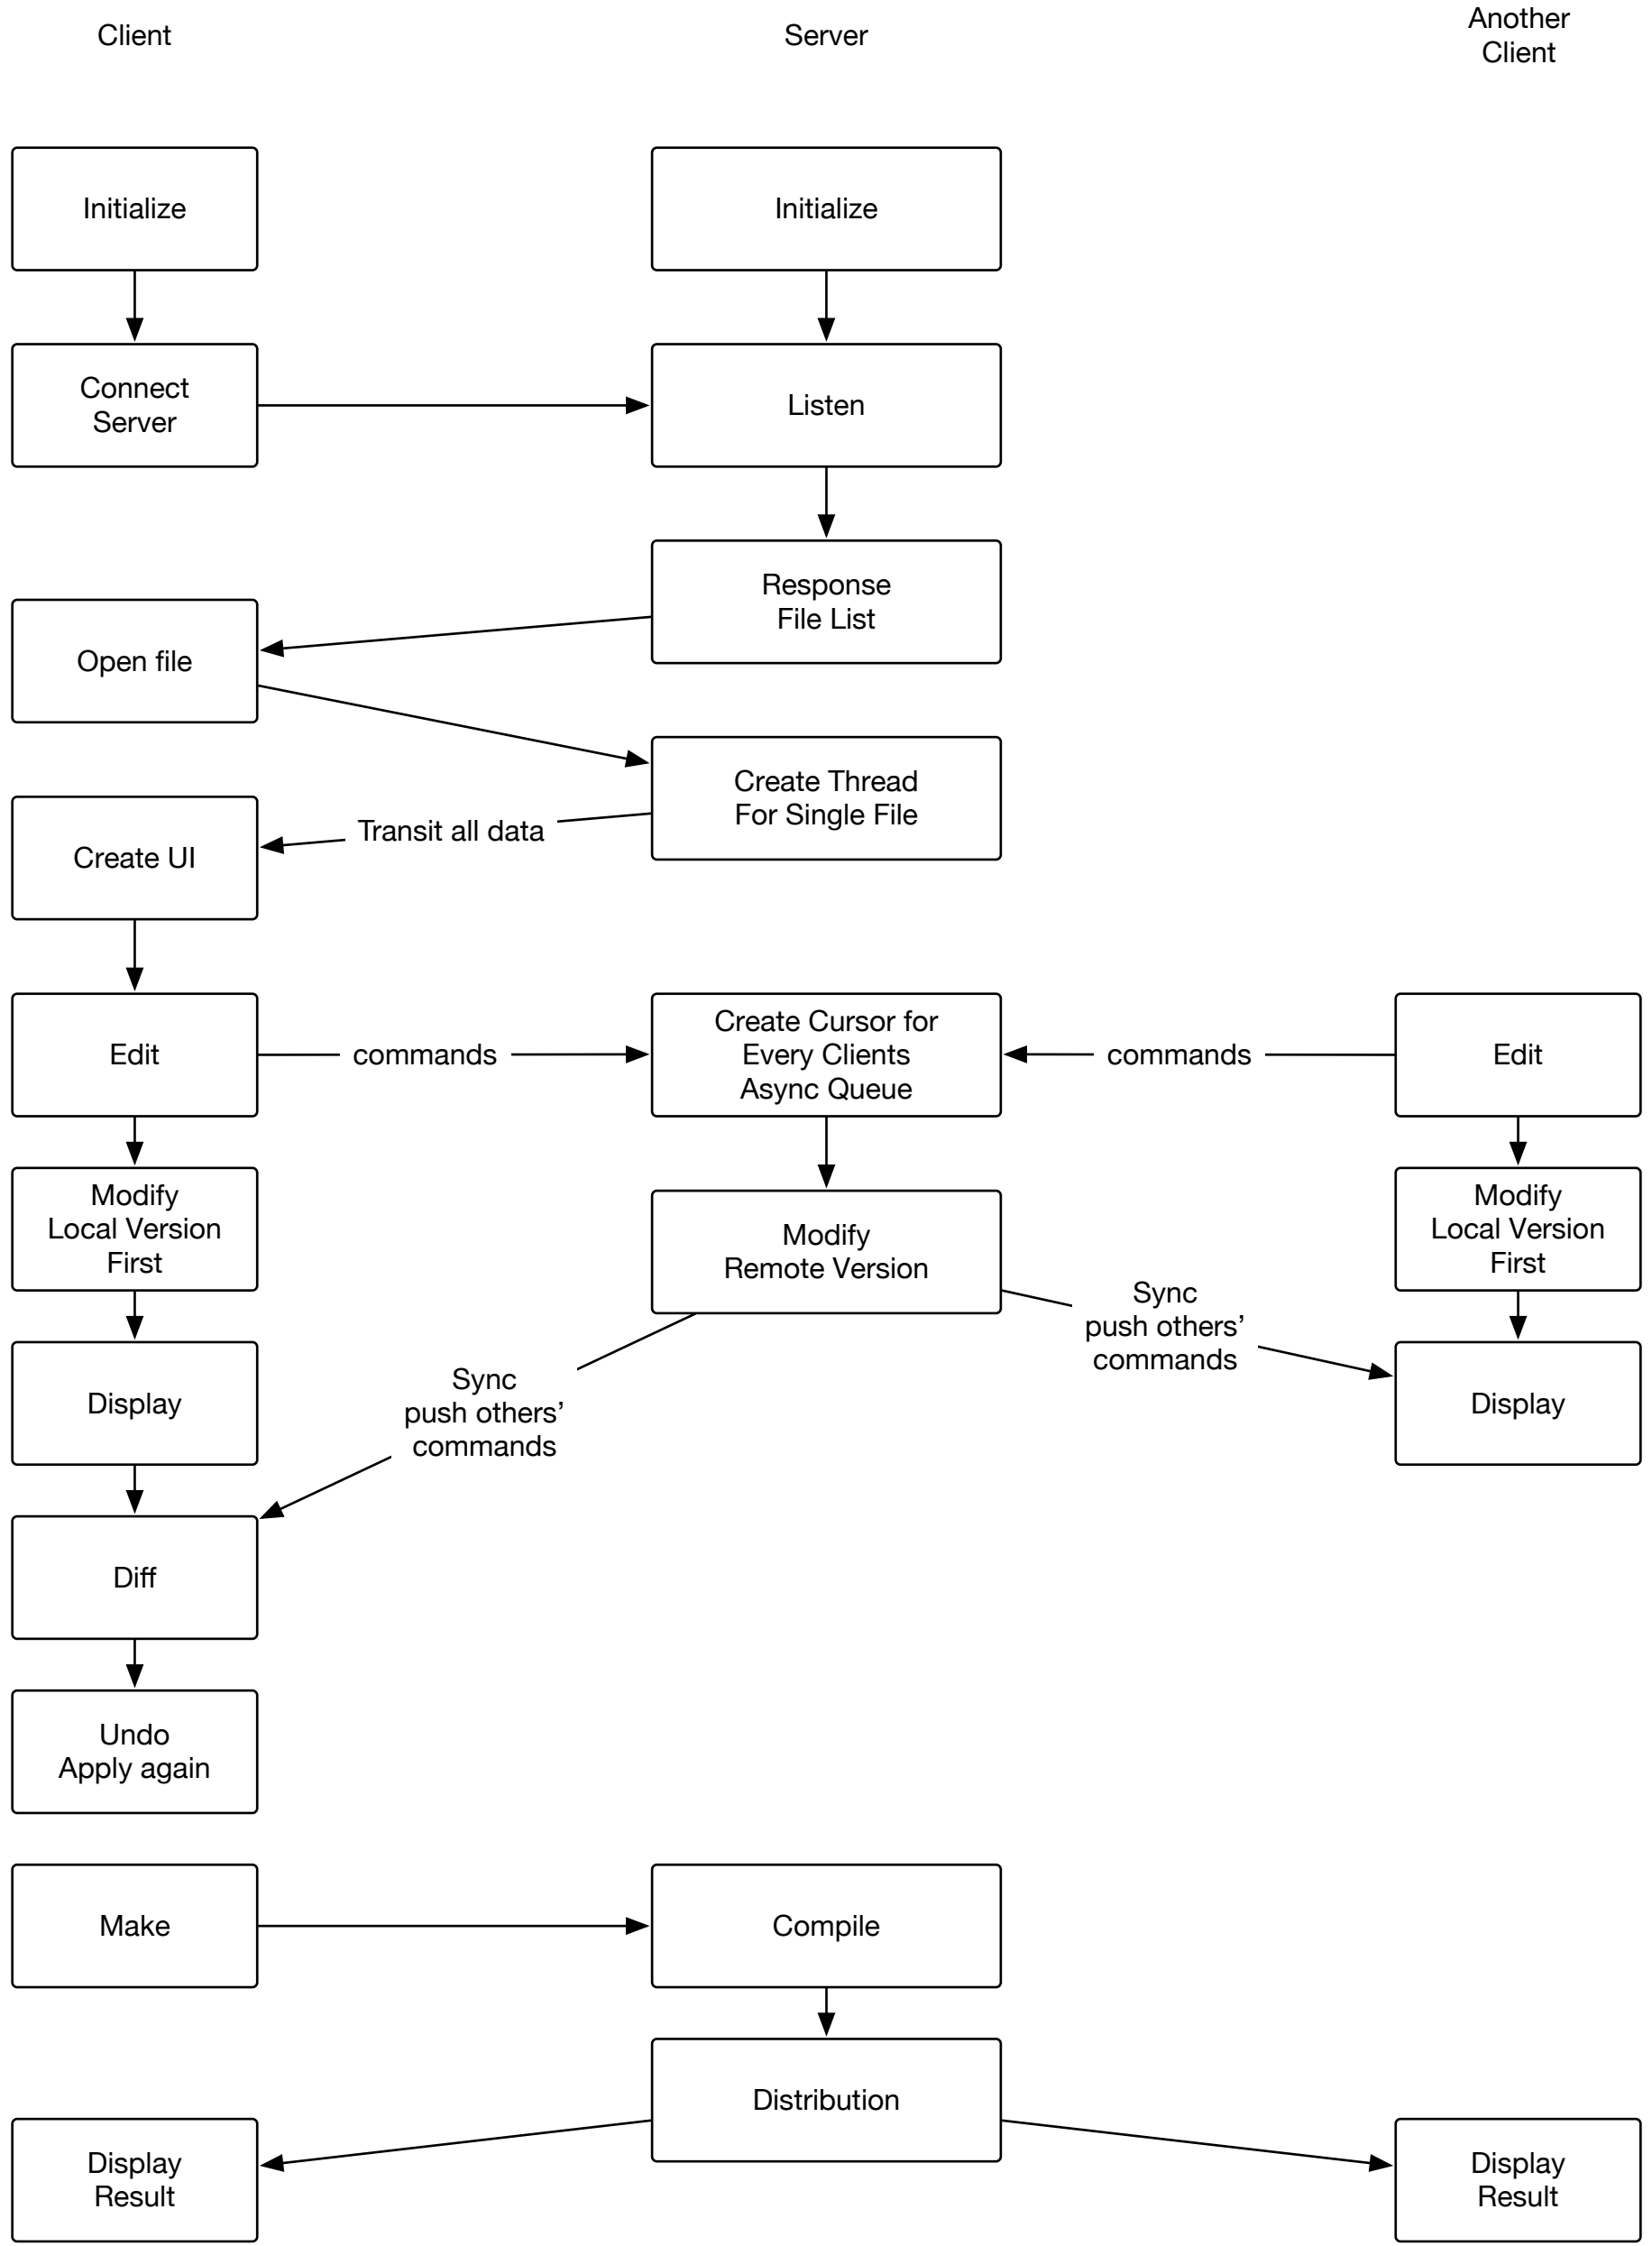 Client
Server
Another
Client
Initialize
Initialize
Connect
Server
Listen
Response
File List
Open file
Create Thread
For Single File
Transit all data
Create UI
Edit
commands
Create Cursor for
Every Clients
Async Queue
commands
Edit
Modify
Local Version
First
Modify
Remote Version
Modify
Local Version
First
Sync
push others’
commands
Display
Sync
push others’
commands
Display
Diff
Undo
Apply again
Make
Compile
Distribution
Display
Result
Display
Result